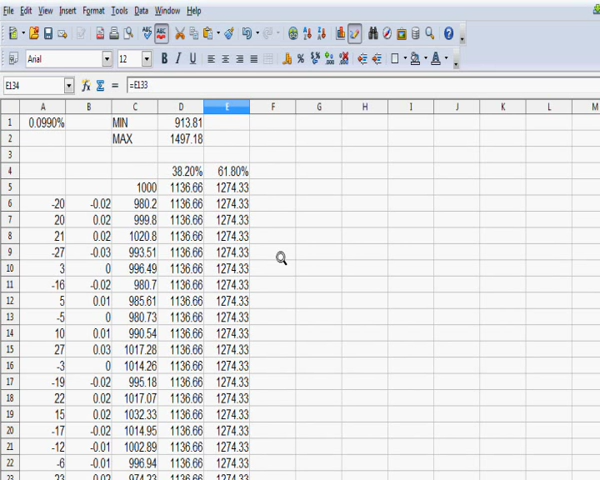 File Edit View Insert Format Tools Data Window Help
Arial 12 B I U
E134 =E133
A B C D E F G H I J K L M
1 0.0990% MIN 913.81
2 MAX 1497.18
3
4 38.20% 61.80%
5 1000 1136.66 1274.33
6 -20 -0.02 980.2 1136.66 1274.33
7 20 0.02 999.8 1136.66 1274.33
8 21 0.02 1020.8 1136.66 1274.33
9 -27 -0.03 993.51 1136.66 1274.33
10 3 0 996.49 1136.66 1274.33
11 -16 -0.02 980.7 1136.66 1274.33
12 5 0.01 985.61 1136.66 1274.33
13 -5 0 980.73 1136.66 1274.33
14 10 0.01 990.54 1136.66 1274.33
15 27 0.03 1017.28 1136.66 1274.33
16 -3 0 1014.26 1136.66 1274.33
17 -19 -0.02 995.18 1136.66 1274.33
18 22 0.02 1017.07 1136.66 1274.33
19 15 0.02 1032.33 1136.66 1274.33
20 -17 -0.02 1014.95 1136.66 1274.33
21 -12 -0.01 1002.89 1136.66 1274.33
22 -6 -0.01 996.94 1136.66 1274.33
23 -23 -0.02 974.23 1136.66 1274.33